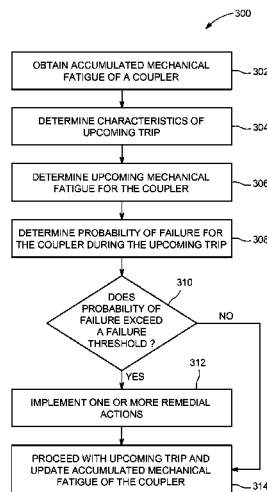 300
OBTAIN ACCUMULATED MECHANICAL
FATIGUE OF A COUPLER
302
DETERMINE CHARACTERISTICS OF
UPCOMING TRIP
304
DETERMINE UPCOMING MECHANICAL
FATIGUE FOR THE COUPLER
306
DETERMINE PROBABILITY OF FAILURE FOR
THE COUPLER DURING THE UPCOMING TRIP
308
310
DOES
PROBABILITY OF
FAILURE EXCEED
A FAILURE
THRESHOLD ?
NO
YES
312
IMPLEMENT ONE OR MORE REMEDIAL
ACTIONS
PROCEED WITH UPCOMING TRIP AND
UPDATE ACCUMULATED MECHANICAL
FATIGUE OF THE COUPLER
314